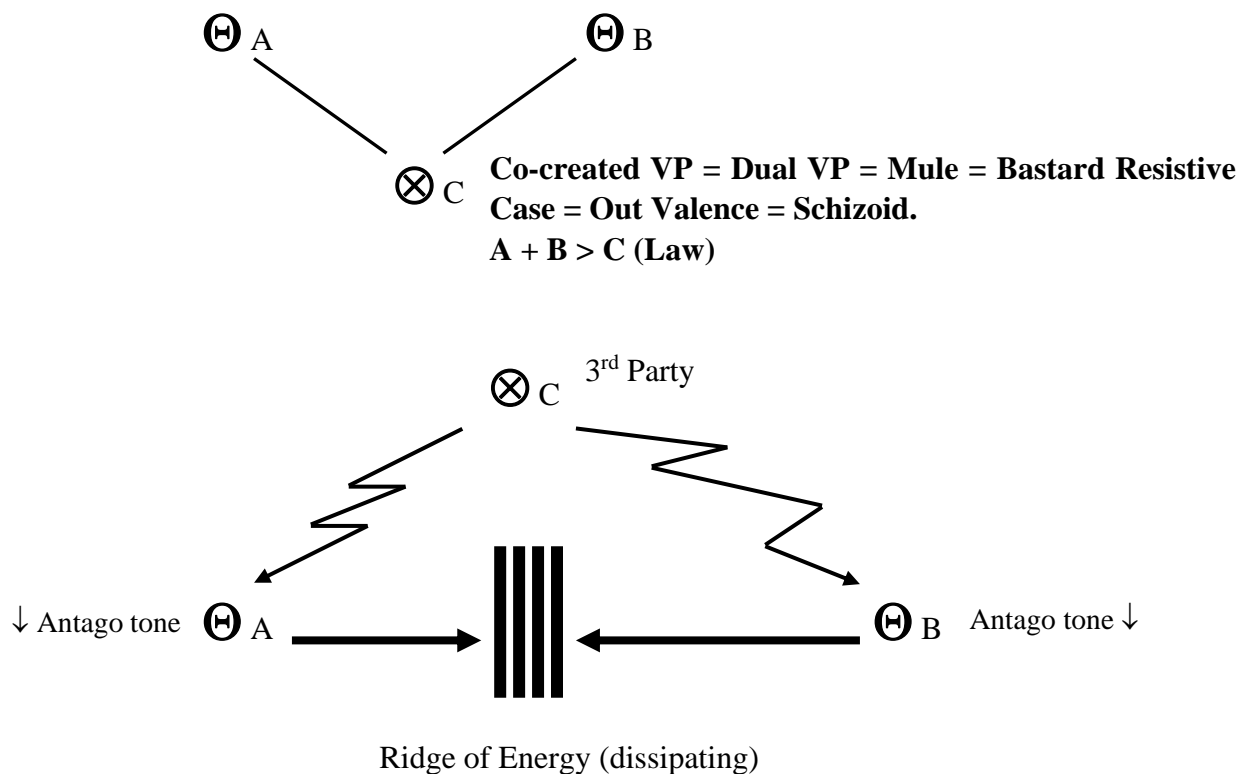 Θ A Θ B
⊗ C
Co-created VP = Dual VP = Mule = Bastard Resistive
Case = Out Valence = Schizoid.
A + B > C (Law)
⊗ C 3rd Party
↓ Antago tone Θ A Θ B Antago tone ↓
Ridge of Energy (dissipating)